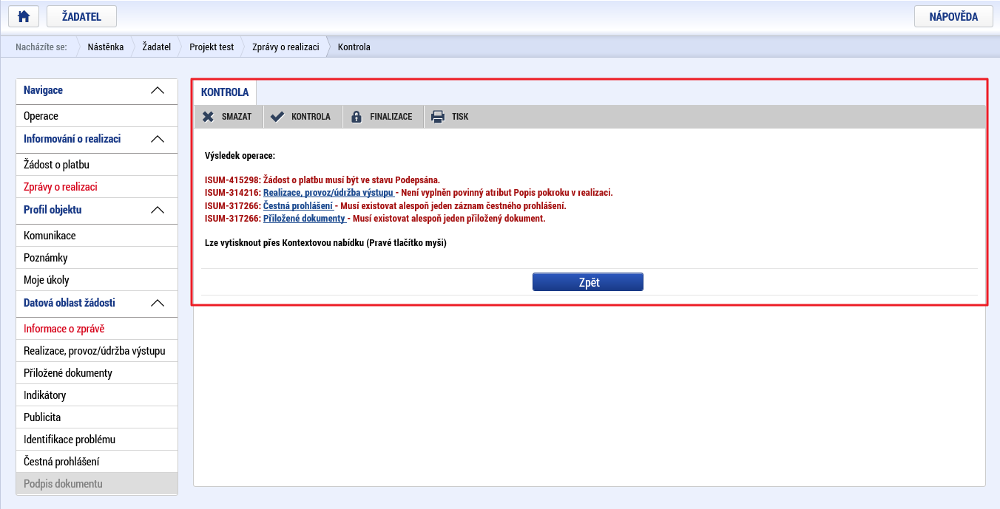 ŽADATEL
NÁPOVĚDA
Nacházíte se: Nástěnka Žadatel Projekt test Zprávy o realizaci Kontrola
Navigace
Operace
Informování o realizaci
Žádost o platbu
Zprávy o realizaci
Profil objektu
Komunikace
Poznámky
Moje úkoly
Datová oblast žádosti
Informace o zprávě
Realizace, provoz/údržba výstupu
Přiložené dokumenty
Indikátory
Publicita
Identifikace problému
Čestná prohlášení
Podpis dokumentu
KONTROLA
SMAZAT KONTROLA FINALIZACE TISK
Výsledek operace:
ISUM-415298: Žádost o platbu musí být ve stavu Podepsána.
ISUM-314216: Realizace, provoz/údržba výstupu - Není vyplněn povinný atribut Popis pokroku v realizaci.
ISUM-317266: Čestná prohlášení - Musí existovat alespoň jeden záznam čestného prohlášení.
ISUM-317266: Přiložené dokumenty - Musí existovat alespoň jeden přiložený dokument.
Lze vytisknout přes Kontextovou nabídku (Pravé tlačítko myši)
Zpět